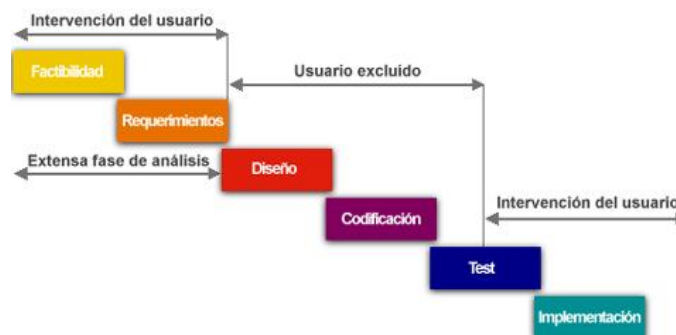 Intervención del usuario
Factibilidad
Usuario excluido
Requerimientos
Extensa fase de análisis
Diseño
Intervención del usuario
Codificación
Test
Implementación